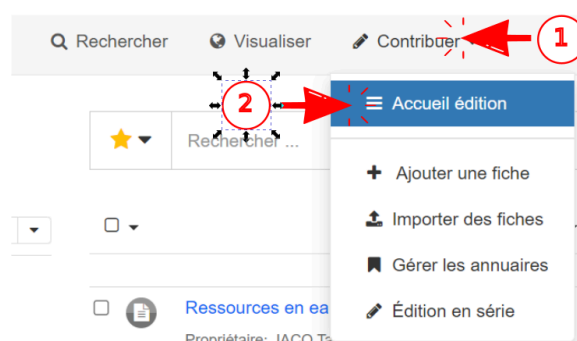 Rechercher Visualiser Contribuer 1
2 Accueil édition
Rechercher ...
Ajouter une fiche
Importer des fiches
Gérer les annuaires
Ressources en ea Édition en série
Propriétaire: JACO Ta